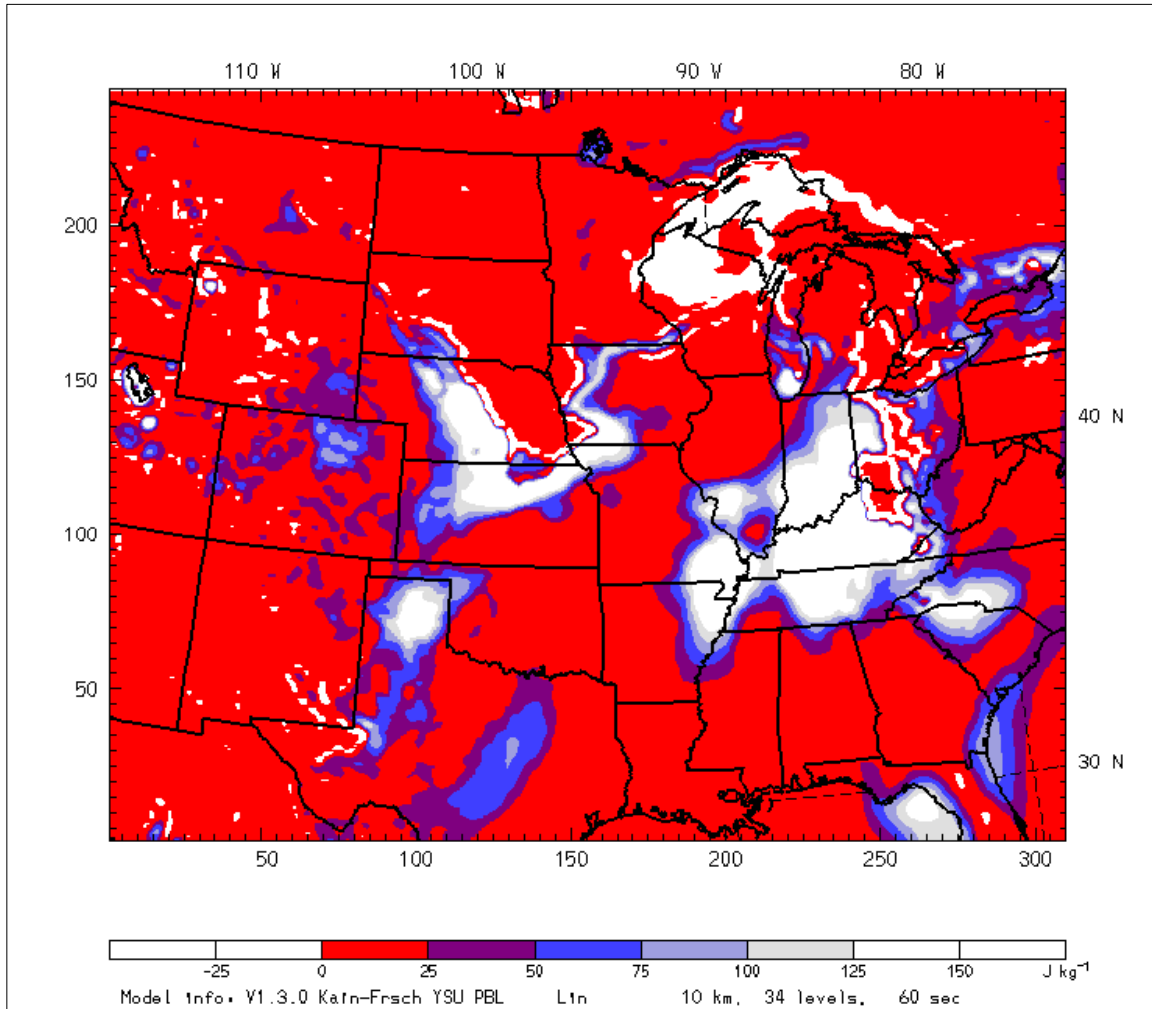 110 W 100 W 90 W 80 W
200
150
40 N
100
50
30 N
50 100 150 200 250 300
-25 0 25 50 75 100 125 150 J kg⁻¹
Model info: V1.3.0 Kain-Frsch YSU PBL Lin 10 km, 34 levels, 60 sec